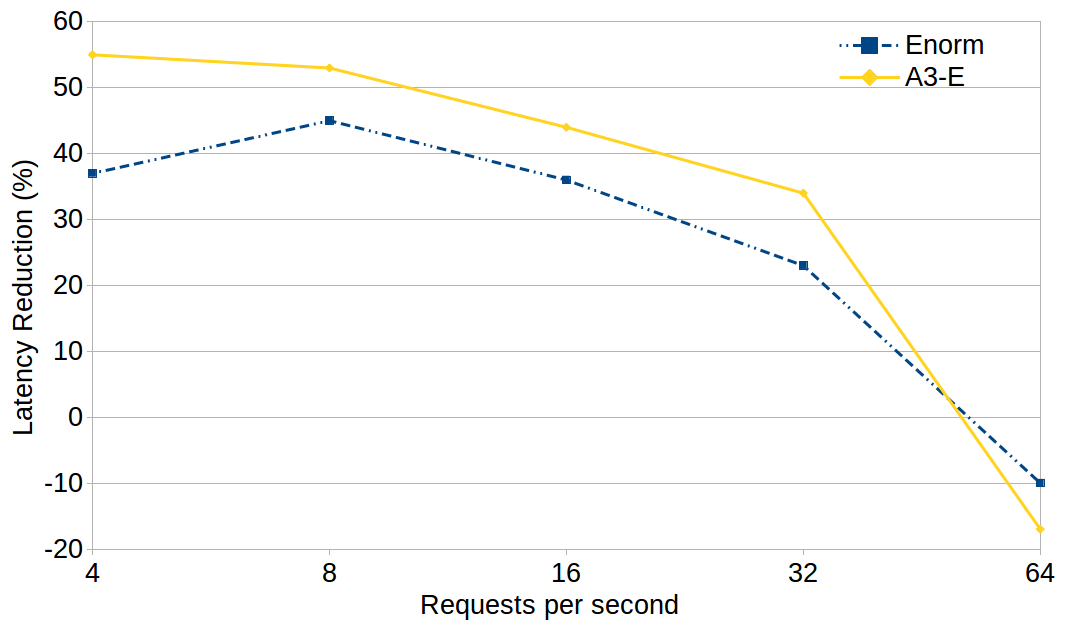 60
50
40
30
20
10
0
-10
-20
Latency Reduction (%)
Enorm
A3-E
4 8 16 32 64
Requests per second